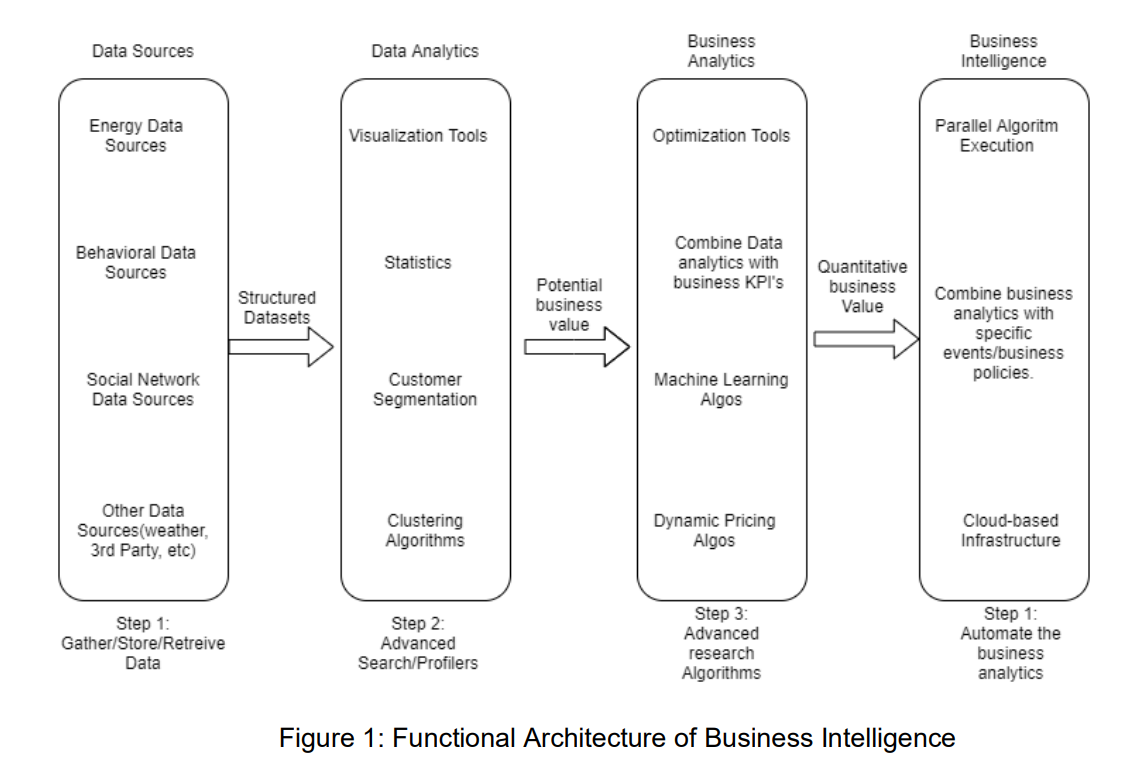 Data Sources
Energy Data
Sources
Behavioral Data
Sources
Social Network
Data Sources
Other Data
Sources(weather,
3rd Party, etc)
Step 1:
Gather/Store/Retreive
Data
Structured
Datasets
Data Analytics
Visualization Tools
Statistics
Customer
Segmentation
Clustering
Algorithms
Step 2:
Advanced
Search/Profilers
Potential
business
value
Business
Analytics
Optimization Tools
Combine Data
analytics with
business KPI's
Machine Learning
Algos
Dynamic Pricing
Algos
Step 3:
Advanced
research
Algorithms
Quantitative
business
Value
Business
Intelligence
Parallel Algoritm
Execution
Combine business
analytics with
specific
events/business
policies.
Cloud-based
Infrastructure
Step 1:
Automate the
business
analytics
Figure 1: Functional Architecture of Business Intelligence